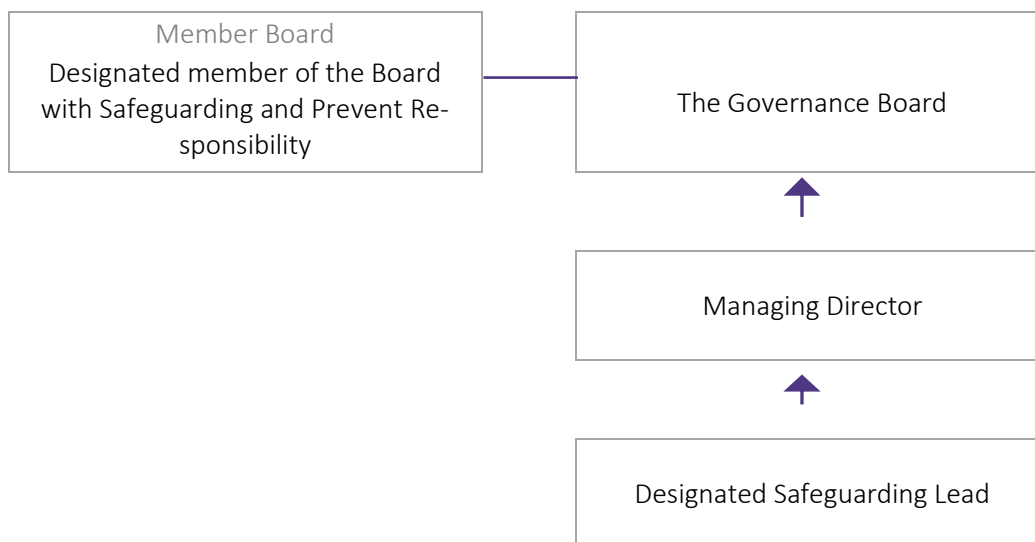 Member Board
Designated member of the Board
with Safeguarding and Prevent Re-
sponsibility
The Governance Board
Managing Director
Designated Safeguarding Lead